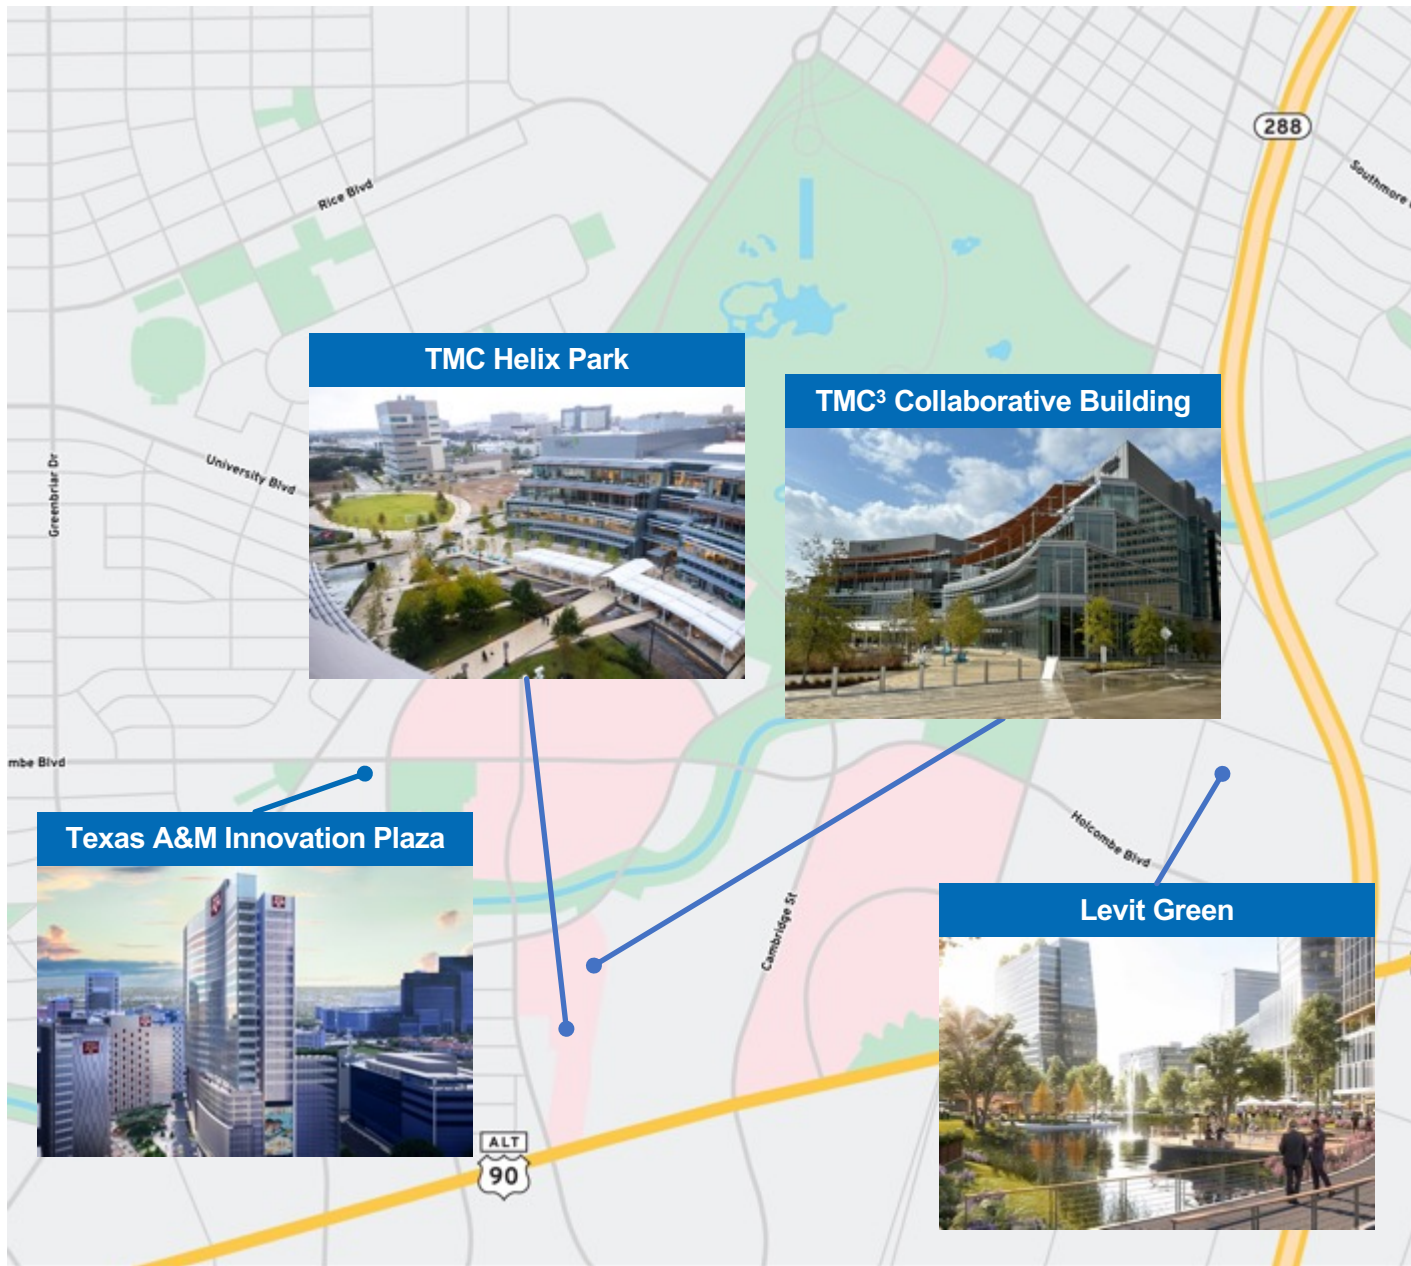 288
Southmore
Rice Blvd
TMC Helix Park
TMC³ Collaborative Building
University Blvd
Greenbriar Dr
mbe Blvd
Texas A&M Innovation Plaza
Holcombe Blvd
Levit Green
Cambridge St
ALT
90